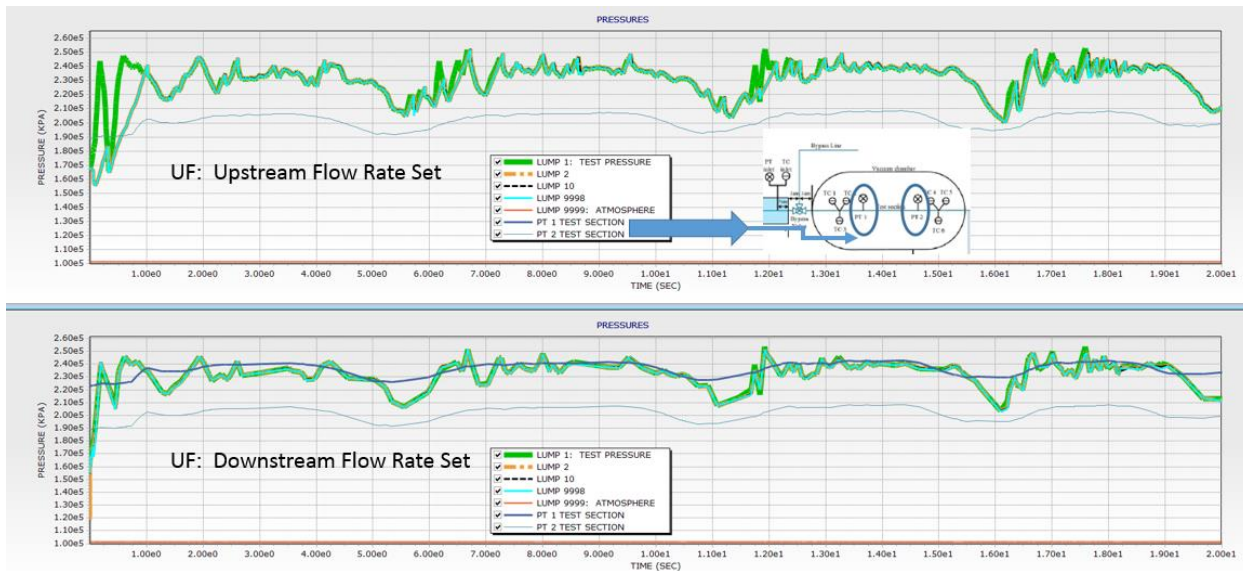 PRESSURES
2.60e5
2.50e5
2.40e5
2.30e5
2.20e5
2.10e5
2.00e5
1.90e5
1.80e5
1.70e5
1.60e5
1.50e5
1.40e5
1.30e5
1.20e5
1.10e5
1.00e5
PRESSURE (KPA)
UF: Upstream Flow Rate Set
LUMP 1: TEST PRESSURE
LUMP 2
LUMP 10
LUMP 9998
LUMP 9999: ATMOSPHERE
PT 1 TEST SECTION
PT 2 TEST SECTION
Bypass Line
PT
TC
Vacuum chamber
TC 3
PT 1
PT 2
TC 5
TC 6
1.00e0 2.00e0 3.00e0 4.00e0 5.00e0 6.00e0 7.00e0 8.00e0 9.00e0 1.00e1 1.10e1 1.20e1 1.30e1 1.40e1 1.50e1 1.60e1 1.70e1 1.80e1 1.90e1 2.00e1
TIME (SEC)
PRESSURES
2.60e5
2.50e5
2.40e5
2.30e5
2.20e5
2.10e5
2.00e5
1.90e5
1.80e5
1.70e5
1.60e5
1.50e5
1.40e5
1.30e5
1.20e5
1.10e5
1.00e5
PRESSURE (KPA)
UF: Downstream Flow Rate Set
LUMP 1: TEST PRESSURE
LUMP 2
LUMP 10
LUMP 9998
LUMP 9999: ATMOSPHERE
PT 1 TEST SECTION
PT 2 TEST SECTION
1.00e0 2.00e0 3.00e0 4.00e0 5.00e0 6.00e0 7.00e0 8.00e0 9.00e0 1.00e1 1.10e1 1.20e1 1.30e1 1.40e1 1.50e1 1.60e1 1.70e1 1.80e1 1.90e1 2.00e1
TIME (SEC)